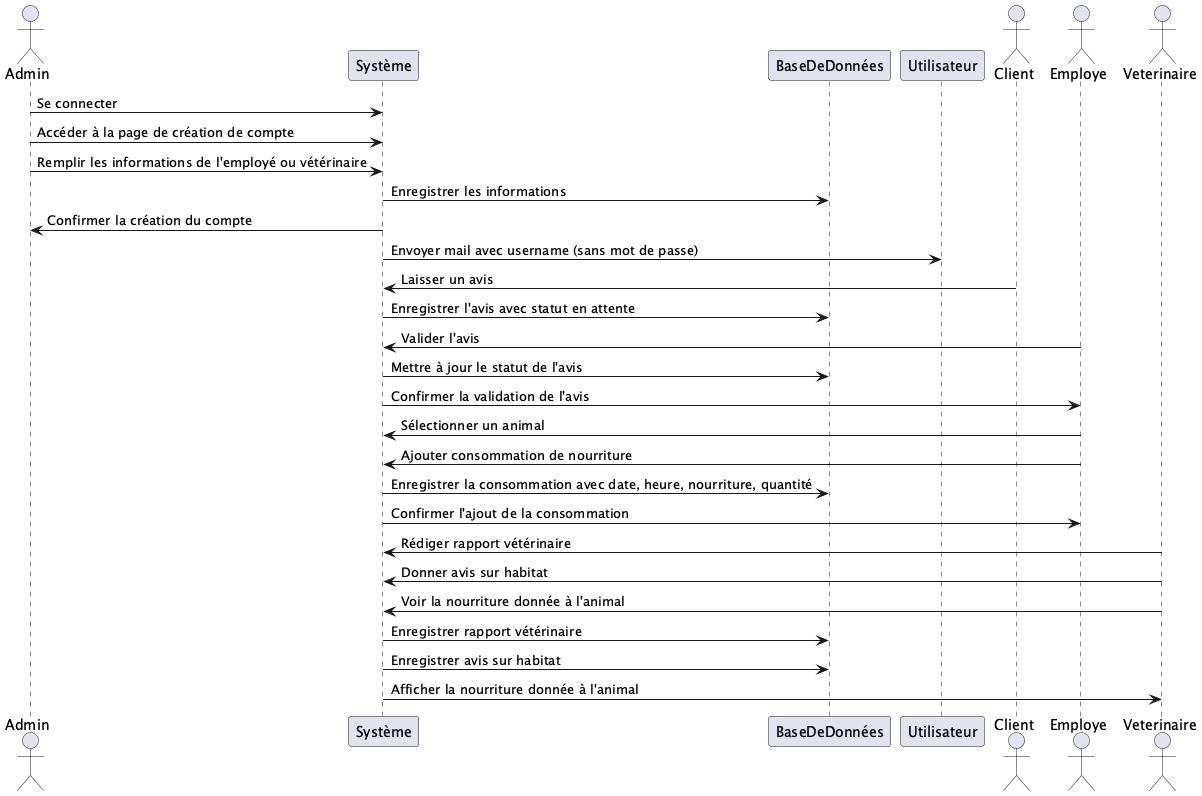 Admin
Système
BaseDeDonnées
Utilisateur
Client
Employe
Veterinaire
Se connecter
Accéder à la page de création de compte
Remplir les informations de l'employé ou vétérinaire
Enregistrer les informations
Confirmer la création du compte
Envoyer mail avec username (sans mot de passe)
Laisser un avis
Enregistrer l'avis avec statut en attente
Valider l'avis
Mettre à jour le statut de l'avis
Confirmer la validation de l'avis
Sélectionner un animal
Ajouter consommation de nourriture
Enregistrer la consommation avec date, heure, nourriture, quantité
Confirmer l'ajout de la consommation
Rédiger rapport vétérinaire
Donner avis sur habitat
Voir la nourriture donnée à l'animal
Enregistrer rapport vétérinaire
Enregistrer avis sur habitat
Afficher la nourriture donnée à l'animal
Admin
Système
BaseDeDonnées
Utilisateur
Client
Employe
Veterinaire